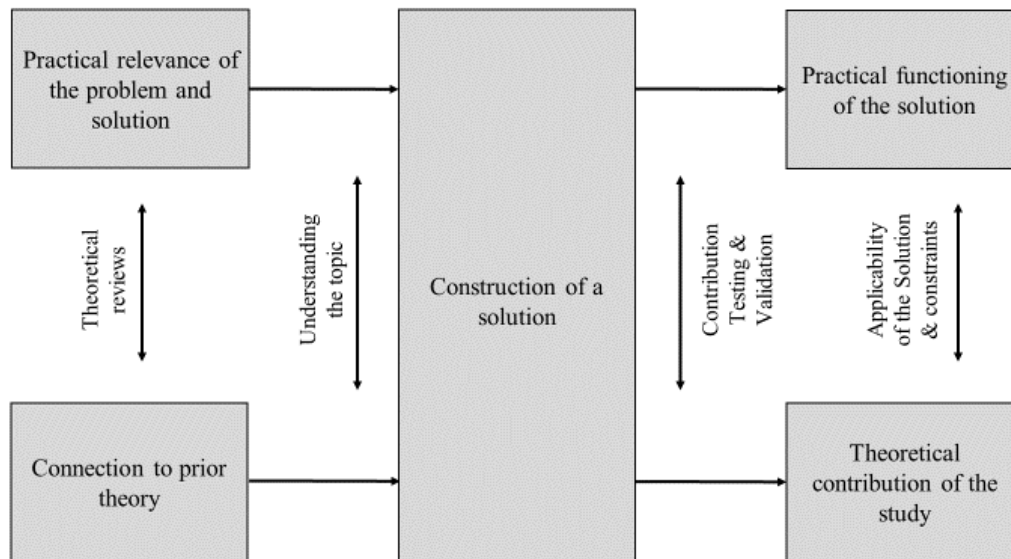 Practical relevance of
the problem and
solution
Theoretical
reviews
Connection to prior
theory
Understanding
the topic
Construction of a
solution
Contribution
Testing &
Validation
Practical functioning
of the solution
Applicability
of the Solution
& constraints
Theoretical
contribution of the
study